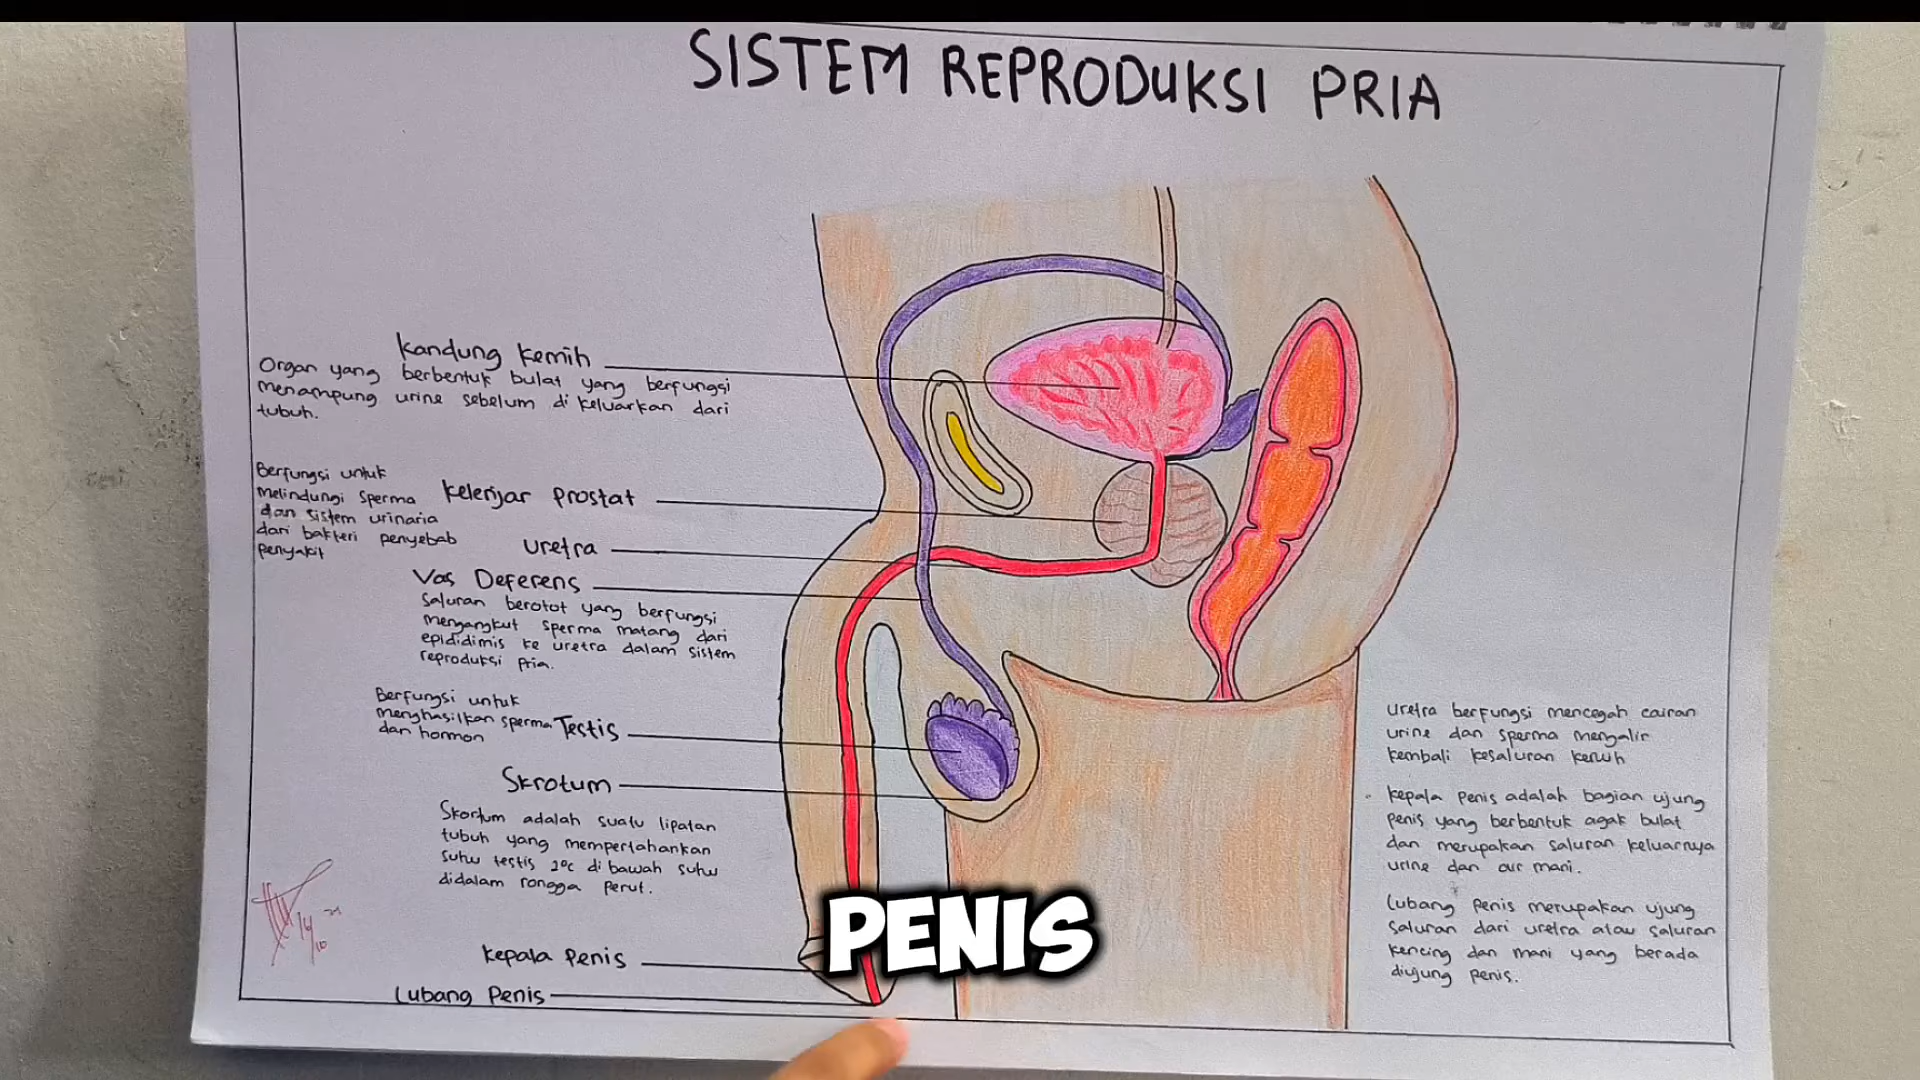 SISTEM REPRODUKSI PRIA
Kandung Kemih
Organ yang berbentuk bulat yang berfungsi
menampung urine sebelum di keluarkan dari
tubuh.
Berfungsi untuk
melindungi sperma
dan sistem urinaria
dari bakteri penyebab
penyakit
Kelenjar prostat
Uretra
Vas Deferens
Saluran berotot yang berfungsi
mengangkut sperma matang dari
epididimis ke uretra dalam sistem
reproduksi pria.
Berfungsi untuk
menghasilkan sperma
dan hormon
Testis
Skrotum
Skortum adalah suatu lipatan
tubuh yang mempertahankan
suhu testis 2°c di bawah suhu
didalam rongga perut.
Kepala Penis
Lubang Penis
PENIS
Uretra berfungsi mencegah cairan
urine dan sperma mengalir
kembali kesaluran kemih
Kepala Penis adalah bagian ujung
penis yang berbentuk agak bulat
dan merupakan saluran keluarnya
urine dan air mani.
Lubang Penis merupakan ujung
saluran dari uretra atau saluran
kencing dan mani yang berada
diujung penis.